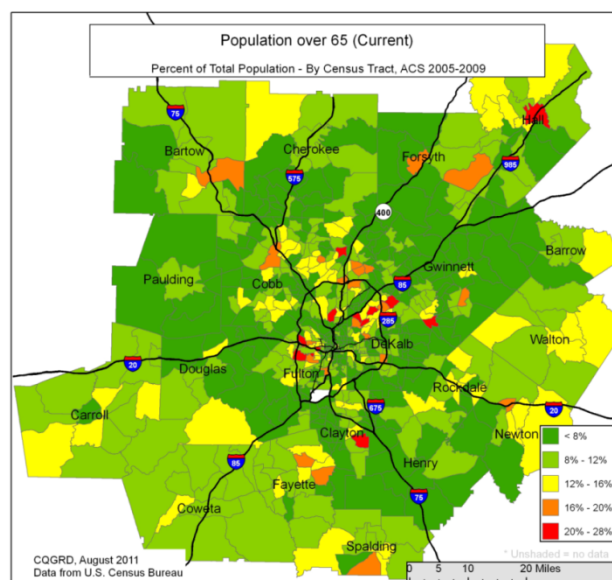 Population over 65 (Current)
Percent of Total Population - By Census Tract, ACS 2005-2009
75
Hall
Bartow
Cherokee
Forsyth
985
575
400
Barrow
Gwinnett
85
Paulding
Cobb
285
Walton
DeKalb
20
Douglas
Fulton
Rockdale
Carroll
675
20
Newton
Clayton
85
Henry
Fayette
75
Coweta
Spalding
< 8%
8% - 12%
12% - 16%
16% - 20%
20% - 28%
* Unshaded = no data
CQGRD, August 2011
Data from U.S. Census Bureau
0 5 10 20 Miles